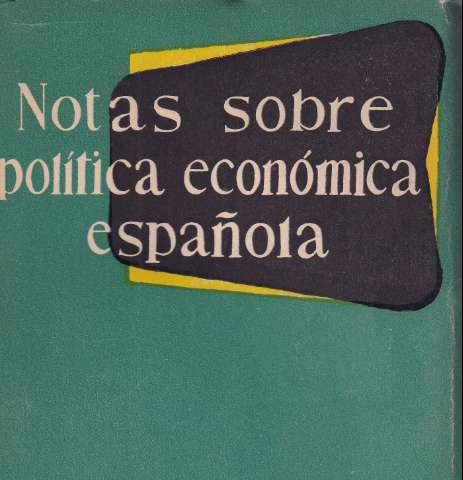 Notas sobre
política económica
española